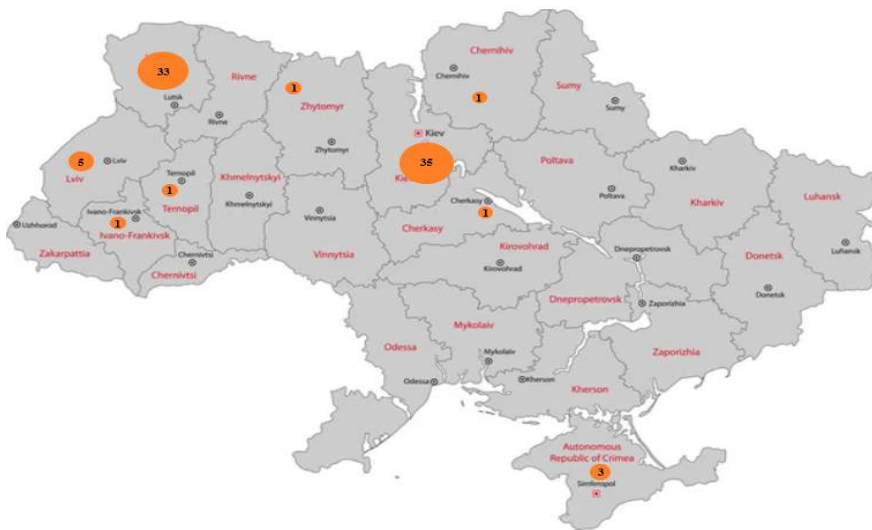 Chernihiv
33
Rivne
1
Chernihiv
Lutsk
Zhytomyr
1
Sumy
Rivne
Sumy
Kiev
5
Lviv
Zhytomyr
35
Poltava
Kharkiv
Lviv
Ternopil
Khmelnytskyi
Luhansk
1
Kharkiv
Ternopil
Khmelnytskyi
Poltava
Ivano-Frankivsk
Cherkasy
1
Vinnytsia
1
Uzhhorod
Ivano-Frankivsk
Cherkasy
Zakarpattia
Chernivtsi
Vinnytsia
Kirovohrad
Dnepropetrovsk
Donetsk
Luhansk
Chernivtsi
Kirovohrad
Donetsk
Dnepropetrovsk
Zaporizhia
Mykolaiv
Odessa
Mykolaiv
Zaporizhia
Odessa
Kherson
Kherson
Autonomous
Republic of Crimea
3
Simferopol